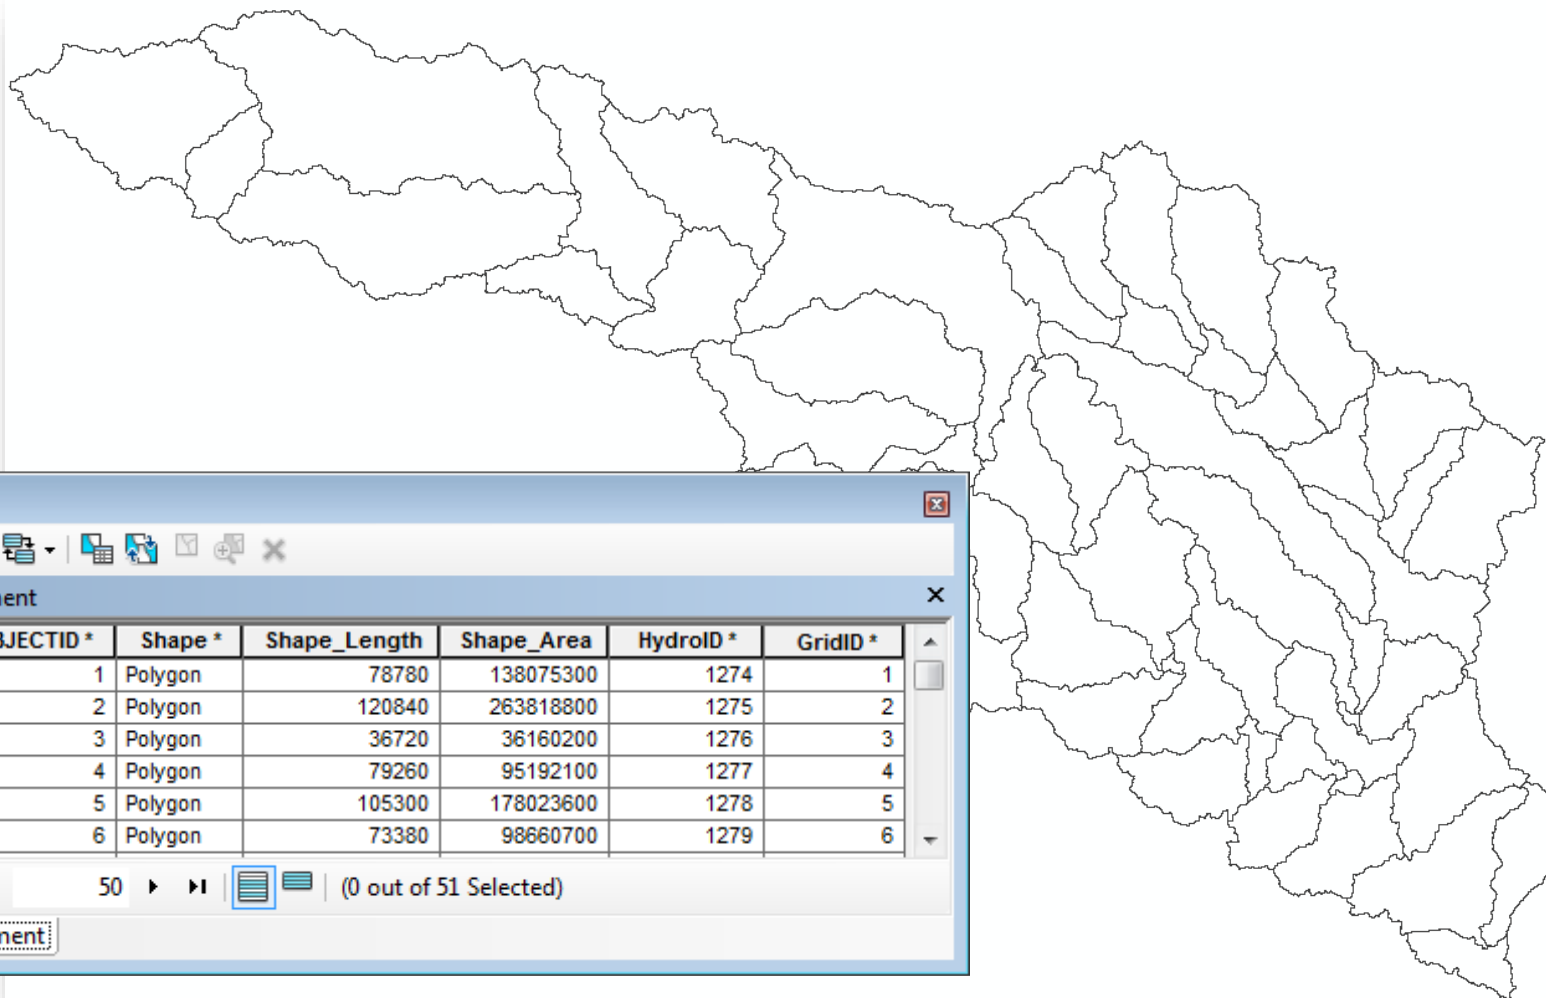 ent
BJECTID * Shape * Shape_Length Shape_Area HydroID * GridID *
1 Polygon 78780 138075300 1274 1
2 Polygon 120840 263818800 1275 2
3 Polygon 36720 36160200 1276 3
4 Polygon 79260 95192100 1277 4
5 Polygon 105300 178023600 1278 5
6 Polygon 73380 98660700 1279 6
50 (0 out of 51 Selected)
ment